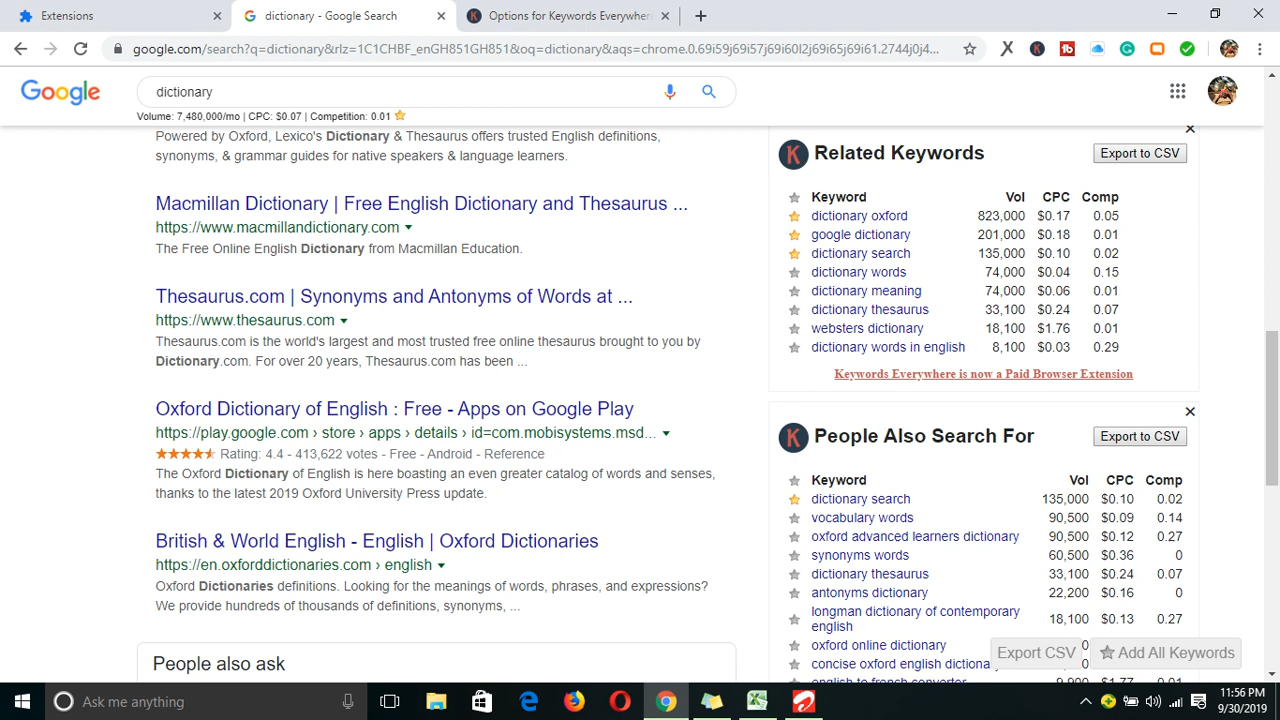 Extensions
dictionary - Google Search
Options for Keywords Everywhere
google.com/search?q=dictionary&rlz=1C1CHBF_enGH851GH851&oq=dictionary&aqs=chrome.0.69i59j69i57j69i60l2j69i65j69i61.2744j0j4...
Google
dictionary
Volume: 7,480,000/mo | CPC: $0.07 | Competition: 0.01
Powered by Oxford, Lexico's Dictionary & Thesaurus offers trusted English definitions,
synonyms, & grammar guides for native speakers & language learners.
Macmillan Dictionary | Free English Dictionary and Thesaurus ...
https://www.macmillandictionary.com
The Free Online English Dictionary from Macmillan Education.
Thesaurus.com | Synonyms and Antonyms of Words at ...
https://www.thesaurus.com
Thesaurus.com is the world's largest and most trusted free online thesaurus brought to you by
Dictionary.com. For over 20 years, Thesaurus.com has been ...
Oxford Dictionary of English : Free - Apps on Google Play
https://play.google.com › store › apps › details › id=com.mobisystems.msd...
Rating: 4.4 - 413,622 votes - Free - Android - Reference
The Oxford Dictionary of English is here boasting an even greater catalog of words and senses,
thanks to the latest 2019 Oxford University Press update.
British & World English - English | Oxford Dictionaries
https://en.oxforddictionaries.com › english
Oxford Dictionaries definitions. Looking for the meanings of words, phrases, and expressions?
We provide hundreds of thousands of definitions, synonyms, ...
People also ask
K Related Keywords Export to CSV
Keyword Vol CPC Comp
dictionary oxford 823,000 $0.17 0.05
google dictionary 201,000 $0.18 0.01
dictionary search 135,000 $0.10 0.02
dictionary words 74,000 $0.04 0.15
dictionary meaning 74,000 $0.06 0.01
dictionary thesaurus 33,100 $0.24 0.07
websters dictionary 18,100 $1.76 0.01
dictionary words in english 8,100 $0.03 0.29
Keywords Everywhere is now a Paid Browser Extension
K People Also Search For Export to CSV
Keyword Vol CPC Comp
dictionary search 135,000 $0.10 0.02
vocabulary words 90,500 $0.09 0.14
oxford advanced learners dictionary 90,500 $0.12 0.27
synonyms words 60,500 $0.36 0
dictionary thesaurus 33,100 $0.24 0.07
antonyms dictionary 22,200 $0.16 0
longman dictionary of contemporary
english 18,100 $0.13 0.27
oxford online dictionary
concise oxford english dictionary
Export CSV
Add All Keywords
Ask me anything
11:56 PM
9/30/2019